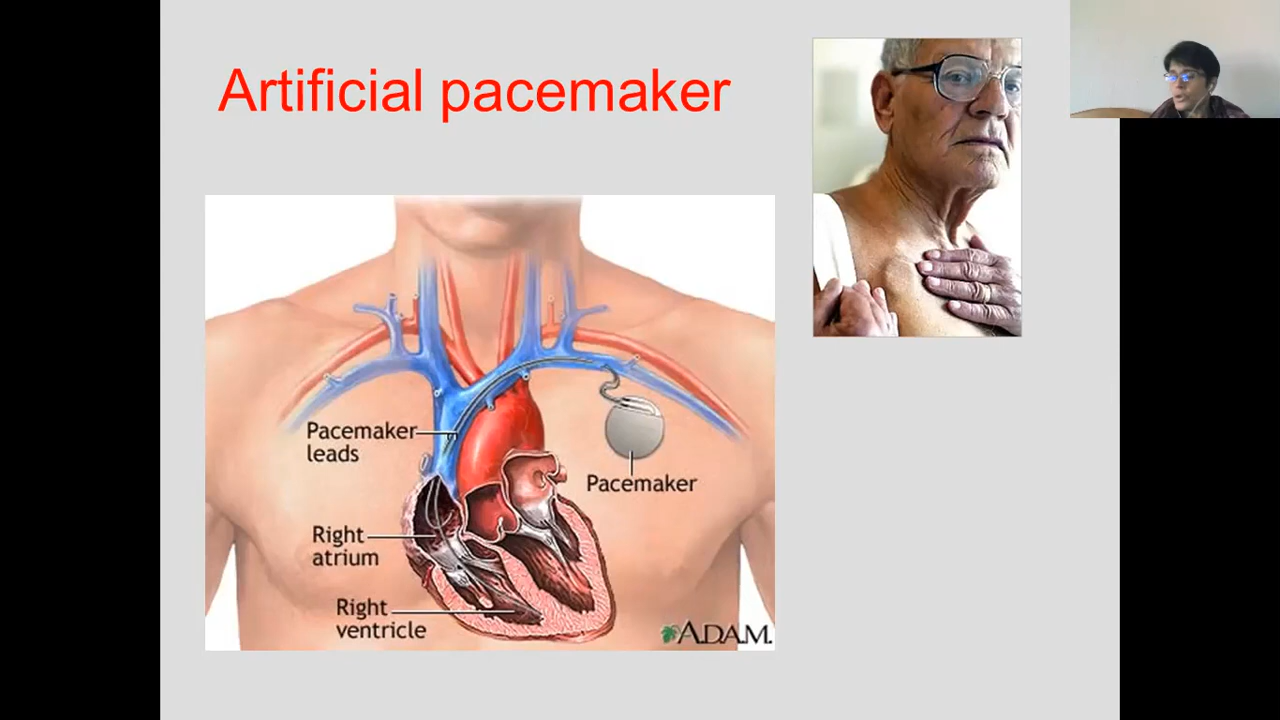 Artificial pacemaker
Pacemaker
leads
Pacemaker
Right
atrium
Right
ventricle
A.D.A.M.